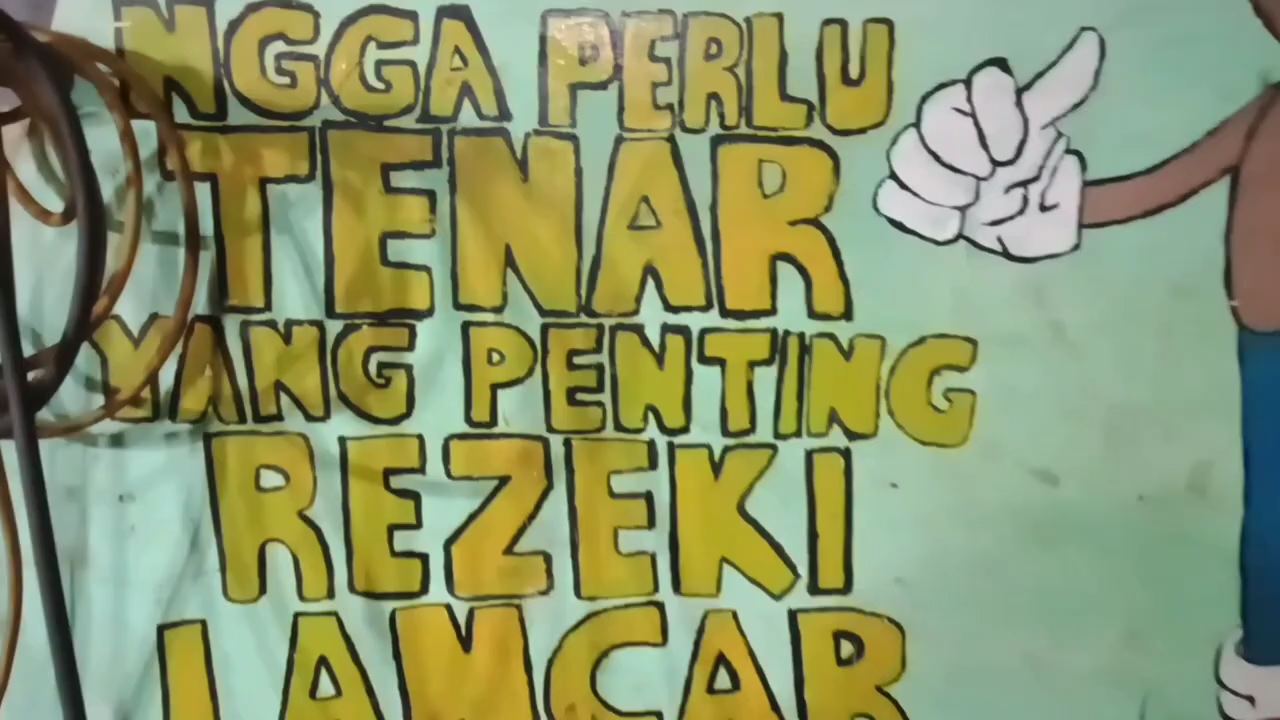 NGGA PERLU
TENAR
YANG PENTING
REZEKI
LANCAR